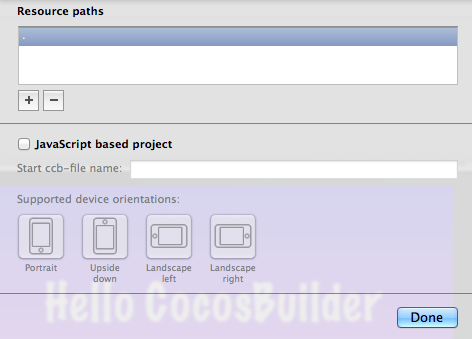 Resource paths
.
+ −
JavaScript based project
Start ccb-file name:
Supported device orientations:
Portrait Upside down Landscape left Landscape right
Hello CocosBuilder
Done